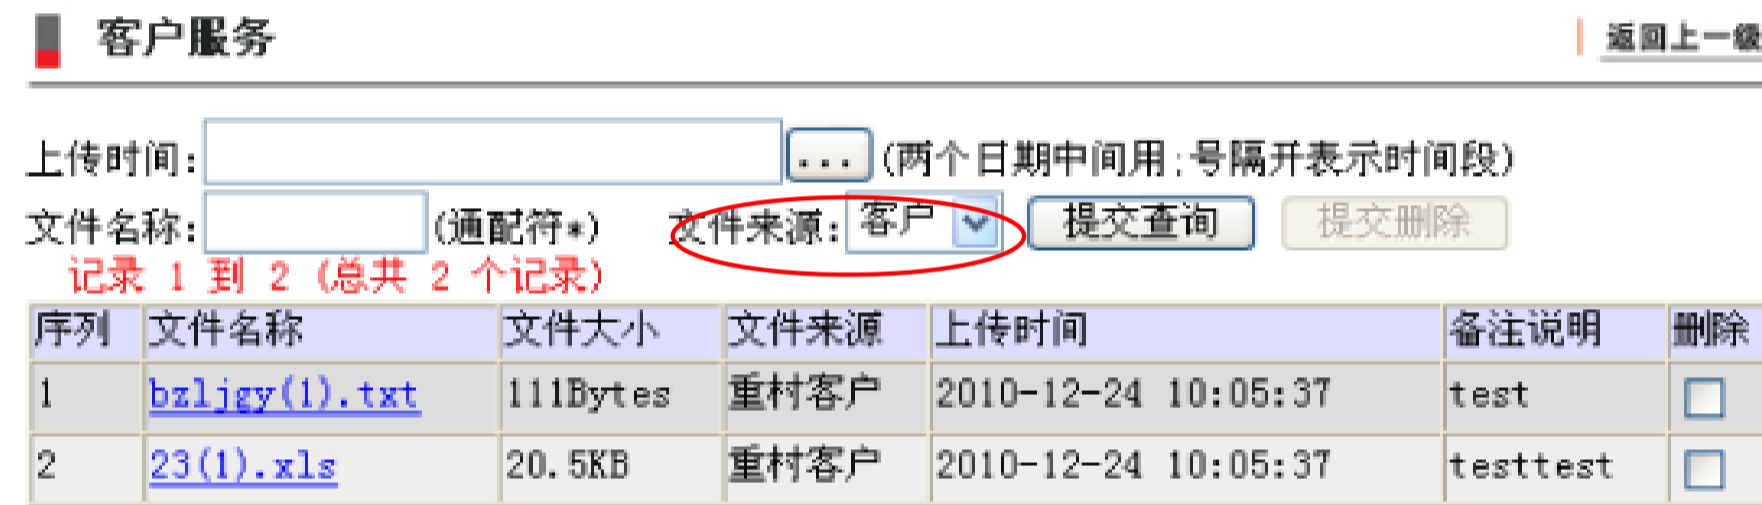 客户服务
返回上一级
上传时间: ... (两个日期中间用;号隔开表示时间段)
文件名称: (通配符*) 文件来源: 客户 提交查询 提交删除
记录 1 到 2 (总共 2 个记录)
序列 文件名称 文件大小 文件来源 上传时间 备注说明 删除
1 bzljgy(1).txt 111Bytes 重村客户 2010-12-24 10:05:37 test
2 23(1).xls 20.5KB 重村客户 2010-12-24 10:05:37 testtest